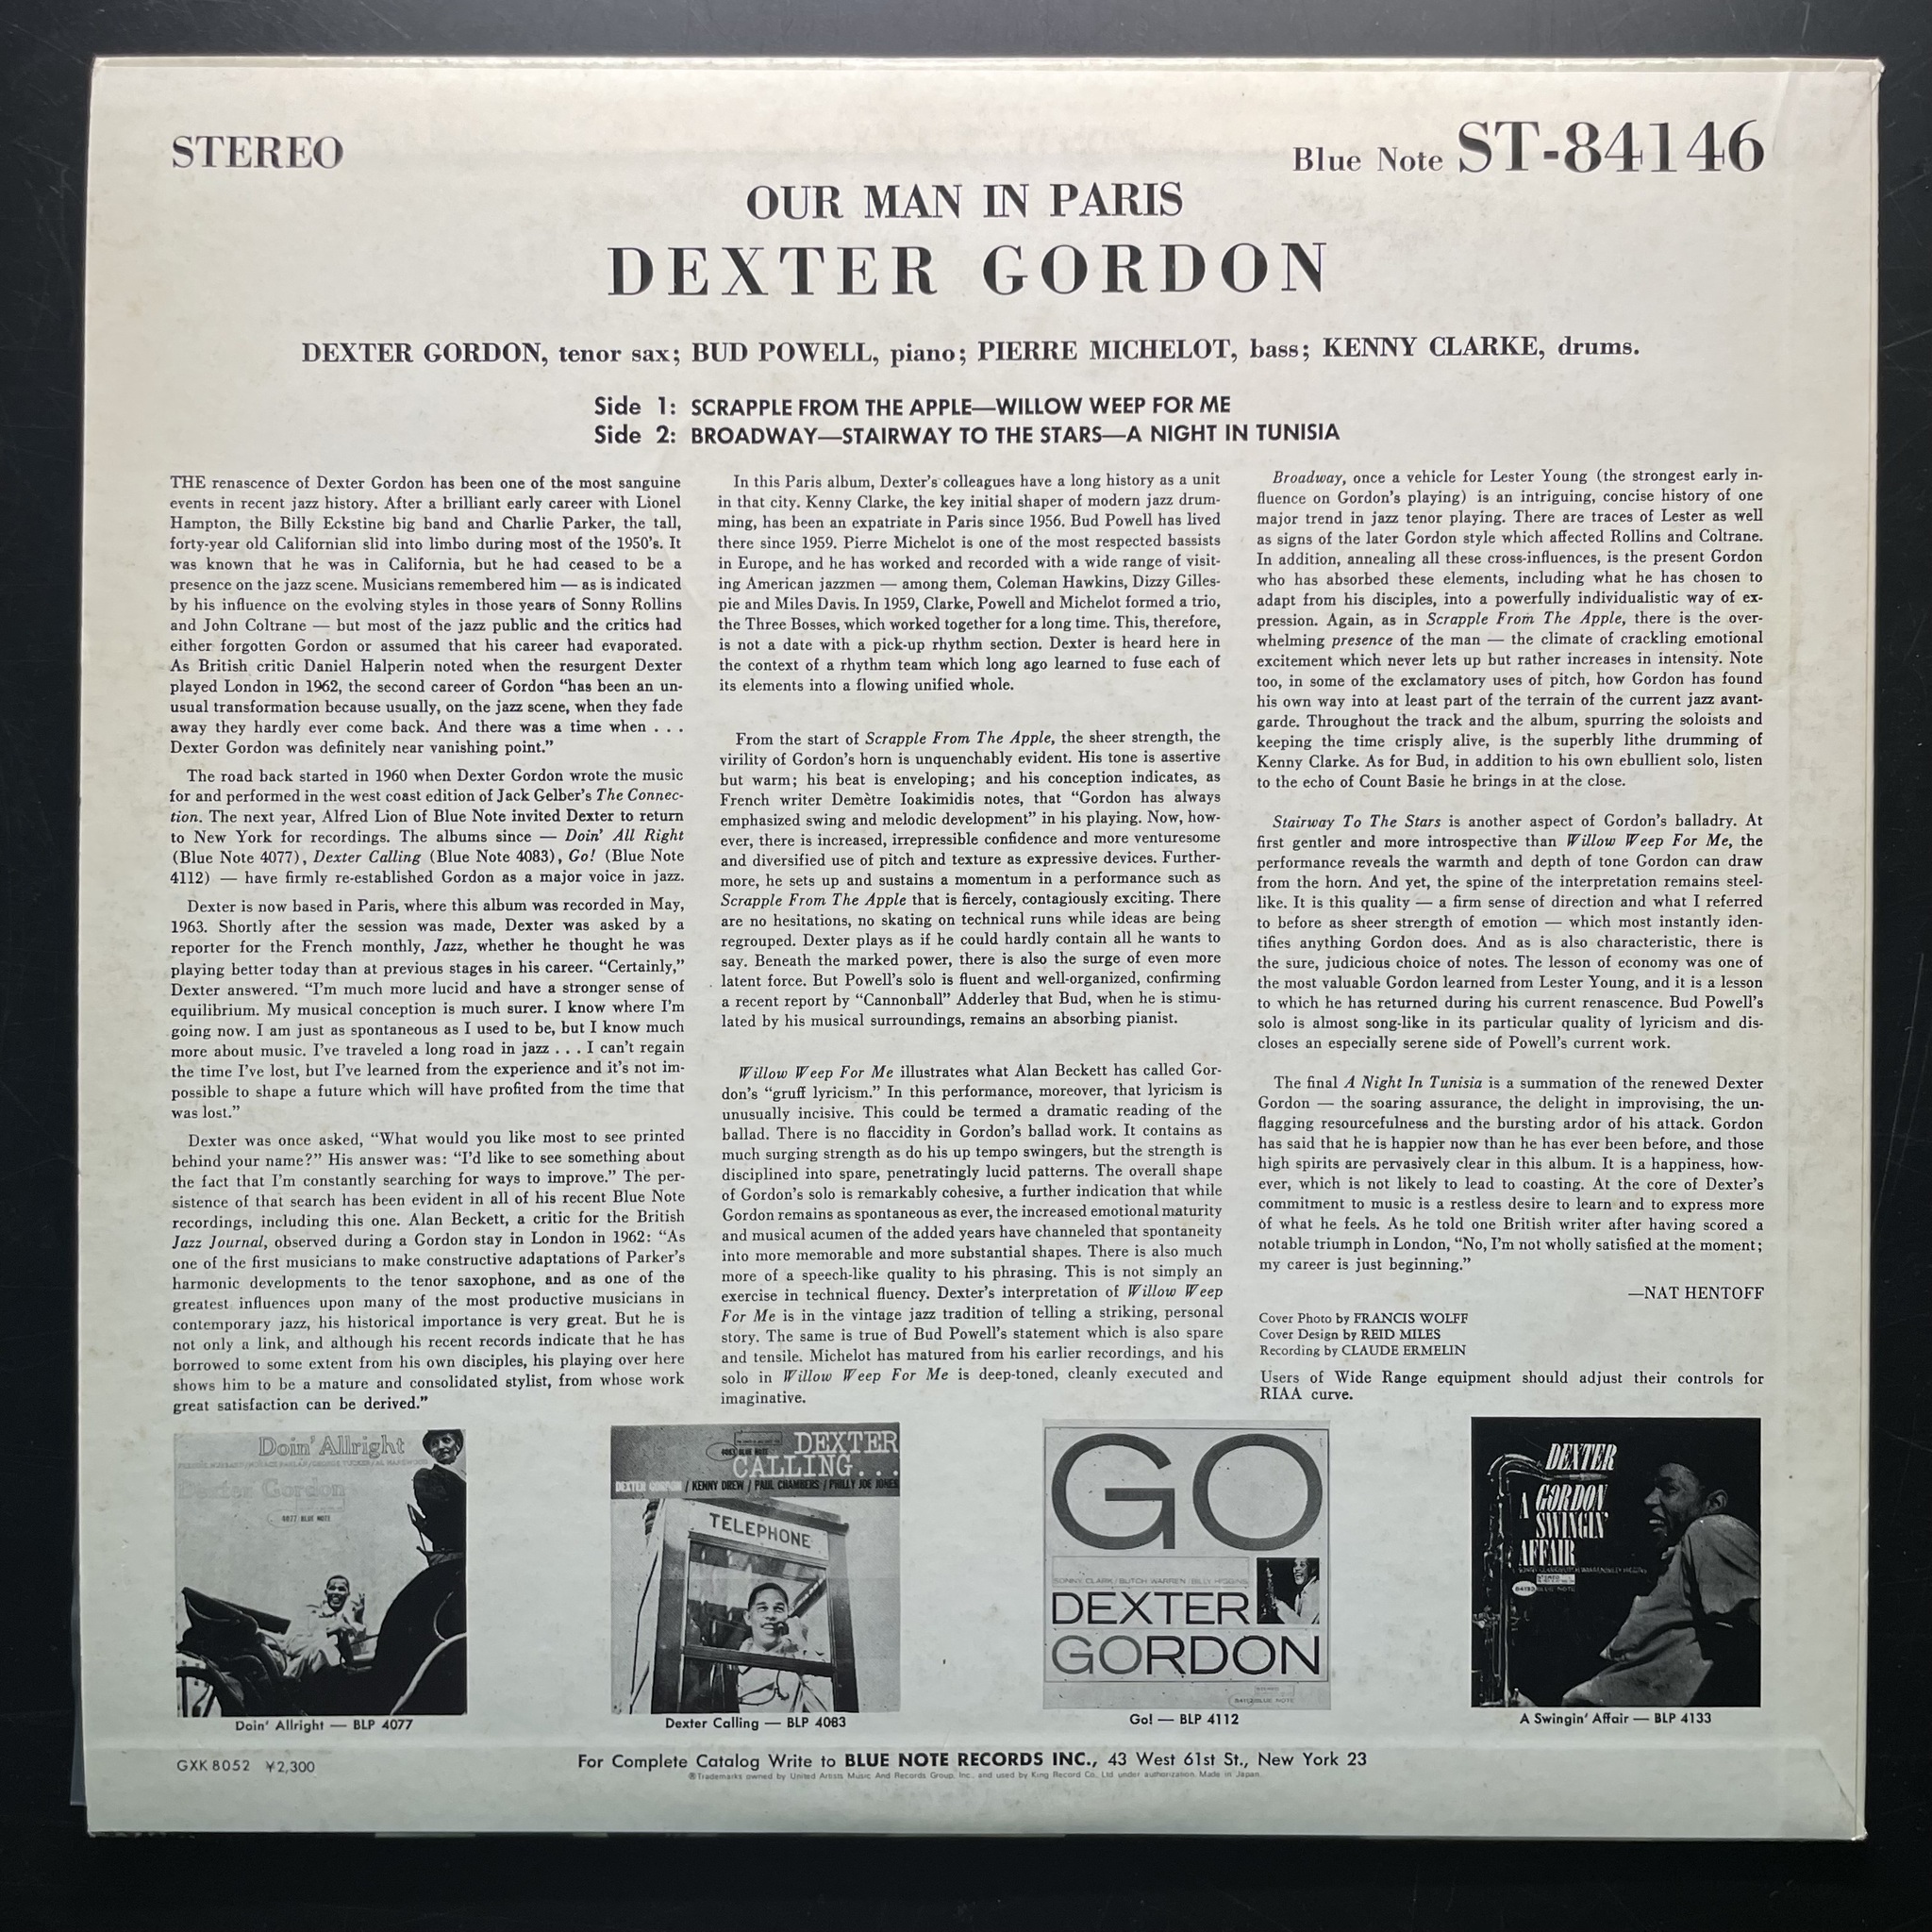 STEREO
Blue Note ST-84146
OUR MAN IN PARIS
DEXTER GORDON
DEXTER GORDON, tenor sax; BUD POWELL, piano; PIERRE MICHELOT, bass; KENNY CLARKE, drums.
Side 1: SCRAPPLE FROM THE APPLE—WILLOW WEEP FOR ME
Side 2: BROADWAY—STAIRWAY TO THE STARS—A NIGHT IN TUNISIA
THE renascence of Dexter Gordon has been one of the most sanguine
events in recent jazz history. After a brilliant early career with Lionel
Hampton, the Billy Eckstine big band and Charlie Parker, the tall,
forty-year old Californian slid into limbo during most of the 1950's. It
was known that he was in California, but he had ceased to be a
presence on the jazz scene. Musicians remembered him — as is indicated
by his influence on the evolving styles in those years of Sonny Rollins
and John Coltrane — but most of the jazz public and the critics had
either forgotten Gordon or assumed that his career had evaporated.
As British critic Daniel Halperin noted when the resurgent Dexter
played London in 1962, the second career of Gordon “has been an un-
usual transformation because usually, on the jazz scene, when they fade
away they hardly ever come back. And there was a time when . . .
Dexter Gordon was definitely near vanishing point.”
The road back started in 1960 when Dexter Gordon wrote the music
for and performed in the west coast edition of Jack Gelber's The Connec-
tion. The next year, Alfred Lion of Blue Note invited Dexter to return
to New York for recordings. The albums since — Doin' All Right
(Blue Note 4077), Dexter Calling (Blue Note 4083), Go! (Blue Note
4112) — have firmly re-established Gordon as a major voice in jazz.
Dexter is now based in Paris, where this album was recorded in May,
1963. Shortly after the session was made, Dexter was asked by a
reporter for the French monthly, Jazz, whether he thought he was
playing better today than at previous stages in his career. “Certainly,”
Dexter answered. “I'm much more lucid and have a stronger sense of
equilibrium. My musical conception is much surer. I know where I'm
going now. I am just as spontaneous as I used to be, but I know much
more about music. I've traveled a long road in jazz . . . I can't regain
the time I've lost, but I've learned from the experience and it's not im-
possible to shape a future which will have profited from the time that
was lost.”
Dexter was once asked, “What would you like most to see printed
behind your name?” His answer was: “I'd like to see something about
the fact that I'm constantly searching for ways to improve.” The per-
sistence of that search has been evident in all of his recent Blue Note
recordings, including this one. Alan Beckett, a critic for the British
Jazz Journal, observed during a Gordon stay in London in 1962: “As
one of the first musicians to make constructive adaptations of Parker's
harmonic developments to the tenor saxophone, and as one of the
greatest influences upon many of the most productive musicians in
contemporary jazz, his historical importance is very great. But he is
not only a link, and although his recent records indicate that he has
borrowed to some extent from his own disciples, his playing over here
shows him to be a mature and consolidated stylist, from whose work
great satisfaction can be derived.”
In this Paris album, Dexter's colleagues have a long history as a unit
in that city. Kenny Clarke, the key initial shaper of modern jazz drum-
ming, has been an expatriate in Paris since 1956. Bud Powell has lived
there since 1959. Pierre Michelot is one of the most respected bassists
in Europe, and he has worked and recorded with a wide range of visit-
ing American jazzmen — among them, Coleman Hawkins, Dizzy Gilles-
pie and Miles Davis. In 1959, Clarke, Powell and Michelot formed a trio,
the Three Bosses, which worked together for a long time. This, therefore,
is not a date with a pick-up rhythm section. Dexter is heard here in
the context of a rhythm team which long ago learned to fuse each of
its elements into a flowing unified whole.
From the start of Scrapple From The Apple, the sheer strength, the
virility of Gordon's horn is unquenchably evident. His tone is assertive
but warm; his beat is enveloping; and his conception indicates, as
French writer Demètre Ioakimidis notes, that “Gordon has always
emphasized swing and melodic development” in his playing. Now, how-
ever, there is increased, irrepressible confidence and more venturesome
and diversified use of pitch and texture as expressive devices. Further-
more, he sets up and sustains a momentum in a performance such as
Scrapple From The Apple that is fiercely, contagiously exciting. There
are no hesitations, no skating on technical runs while ideas are being
regrouped. Dexter plays as if he could hardly contain all he wants to
say. Beneath the marked power, there is also the surge of even more
latent force. But Powell's solo is fluent and well-organized, confirming
a recent report by “Cannonball” Adderley that Bud, when he is stimu-
lated by his musical surroundings, remains an absorbing pianist.
Willow Weep For Me illustrates what Alan Beckett has called Gor-
don's “gruff lyricism.” In this performance, moreover, that lyricism is
unusually incisive. This could be termed a dramatic reading of the
ballad. There is no flaccidity in Gordon's ballad work. It contains as
much surging strength as do his up tempo swingers, but the strength is
disciplined into spare, penetratingly lucid patterns. The overall shape
of Gordon's solo is remarkably cohesive, a further indication that while
Gordon remains as spontaneous as ever, the increased emotional maturity
and musical acumen of the added years have channeled that spontaneity
into more memorable and more substantial shapes. There is also much
more of a speech-like quality to his phrasing. This is not simply an
exercise in technical fluency. Dexter's interpretation of Willow Weep
For Me is in the vintage jazz tradition of telling a striking, personal
story. The same is true of Bud Powell's statement which is also spare
and tensile. Michelot has matured from his earlier recordings, and his
solo in Willow Weep For Me is deep-toned, cleanly executed and
imaginative.
Broadway, once a vehicle for Lester Young (the strongest early in-
fluence on Gordon's playing) is an intriguing, concise history of one
major trend in jazz tenor playing. There are traces of Lester as well
as signs of the later Gordon style which affected Rollins and Coltrane.
In addition, annealing all these cross-influences, is the present Gordon
who has absorbed these elements, including what he has chosen to
adapt from his disciples, into a powerfully individualistic way of ex-
pression. Again, as in Scrapple From The Apple, there is the over-
whelming presence of the man — the climate of crackling emotional
excitement which never lets up but rather increases in intensity. Note
too, in some of the exclamatory uses of pitch, how Gordon has found
his own way into at least part of the terrain of the current jazz avant-
garde. Throughout the track and the album, spurring the soloists and
keeping the time crisply alive, is the superbly lithe drumming of
Kenny Clarke. As for Bud, in addition to his own ebullient solo, listen
to the echo of Count Basie he brings in at the close.
Stairway To The Stars is another aspect of Gordon's balladry. At
first gentler and more introspective than Willow Weep For Me, the
performance reveals the warmth and depth of tone Gordon can draw
from the horn. And yet, the spine of the interpretation remains steel-
like. It is this quality — a firm sense of direction and what I referred
to before as sheer strength of emotion — which most instantly iden-
tifies anything Gordon does. And as is also characteristic, there is
the sure, judicious choice of notes. The lesson of economy was one of
the most valuable Gordon learned from Lester Young, and it is a lesson
to which he has returned during his current renascence. Bud Powell's
solo is almost song-like in its particular quality of lyricism and dis-
closes an especially serene side of Powell's current work.
The final A Night In Tunisia is a summation of the renewed Dexter
Gordon — the soaring assurance, the delight in improvising, the un-
flagging resourcefulness and the bursting ardor of his attack. Gordon
has said that he is happier now than he has ever been before, and those
high spirits are pervasively clear in this album. It is a happiness, how-
ever, which is not likely to lead to coasting. At the core of Dexter's
commitment to music is a restless desire to learn and to express more
of what he feels. As he told one British writer after having scored a
notable triumph in London, “No, I'm not wholly satisfied at the moment;
my career is just beginning.”
—NAT HENTOFF
Cover Photo by FRANCIS WOLFF
Cover Design by REID MILES
Recording by CLAUDE ERMELIN
Users of Wide Range equipment should adjust their controls for
RIAA curve.
Doin' Allright
Dexter Gordon
4077 BLUE NOTE
Doin' Allright — BLP 4077
DEXTER
CALLING...
DEXTER GORDON / KENNY DREW / PAUL CHAMBERS / PHILLY JOE JONES
TELEPHONE
Dexter Calling — BLP 4083
GO
SONNY CLARK / BUTCH WARREN / BILLY HIGGINS
DEXTER
GORDON
Go! — BLP 4112
DEXTER
GORDON
A SWINGIN'
AFFAIR
A Swingin' Affair — BLP 4133
GXK 8052 ¥2,300
For Complete Catalog Write to BLUE NOTE RECORDS INC., 43 West 61st St., New York 23
®Trademarks owned by United Artists Music And Records Group, Inc. and used by King Record Co., Ltd under authorization. Made in Japan.